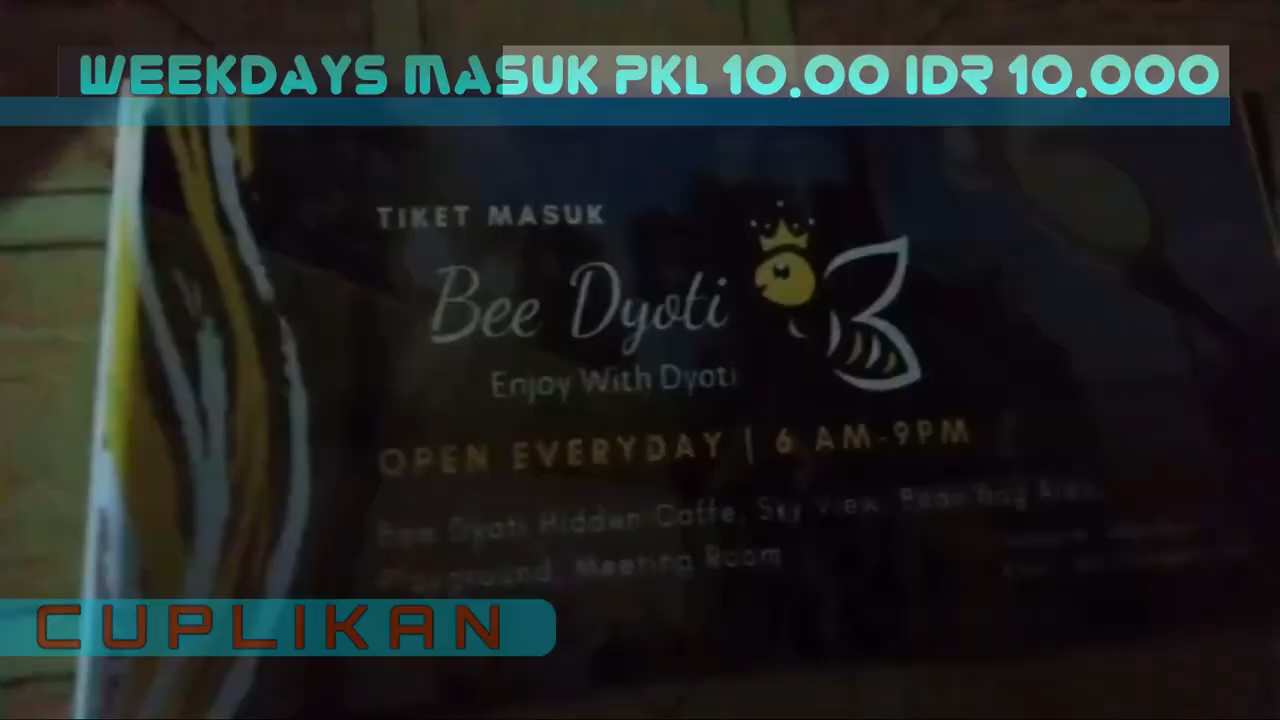 WEEKDAYS MASUK PKL 10.00 IDR 10.000
TIKET MASUK
Bee Dyoti
Enjoy With Dyoti
OPEN EVERYDAY | 6 AM-9PM
Bee Dyoti Hidden Caffe, Sky View,
Playground, Meeting Room
CUPLIKAN